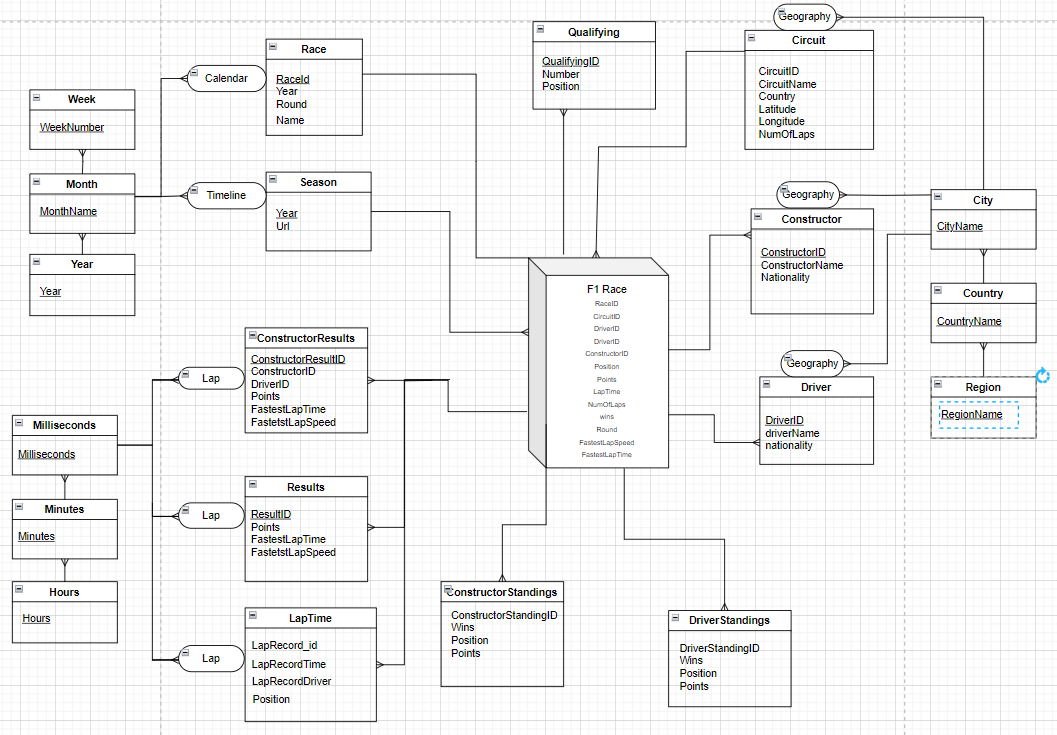 Geography
Qualifying
QualifyingID
Number
Position
Circuit
CircuitID
CircuitName
Country
Latitude
Longitude
NumOfLaps
Race
RaceId
Year
Round
Name
Calendar
Week
WeekNumber
Month
MonthName
Year
Year
Timeline
Season
Year
Url
Geography
Constructor
ConstructorID
ConstructorName
Nationality
City
CityName
Country
CountryName
Region
RegionName
Geography
Driver
DriverID
driverName
nationality
F1 Race
RaceID
CircuitID
DriverID
DriverID
ConstructorID
Position
Points
LapTime
NumOfLaps
wins
Round
FastestLapSpeed
FastestLapTime
ConstructorResults
ConstructorResultID
ConstructorID
DriverID
Points
FastestLapTime
FastetstLapSpeed
Lap
Milliseconds
Milliseconds
Minutes
Minutes
Hours
Hours
Lap
Results
ResultID
Points
FastestLapTime
FastetstLapSpeed
Lap
LapTime
LapRecord_id
LapRecordTime
LapRecordDriver
Position
ConstructorStandings
ConstructorStandingID
Wins
Position
Points
DriverStandings
DriverStandingID
Wins
Position
Points